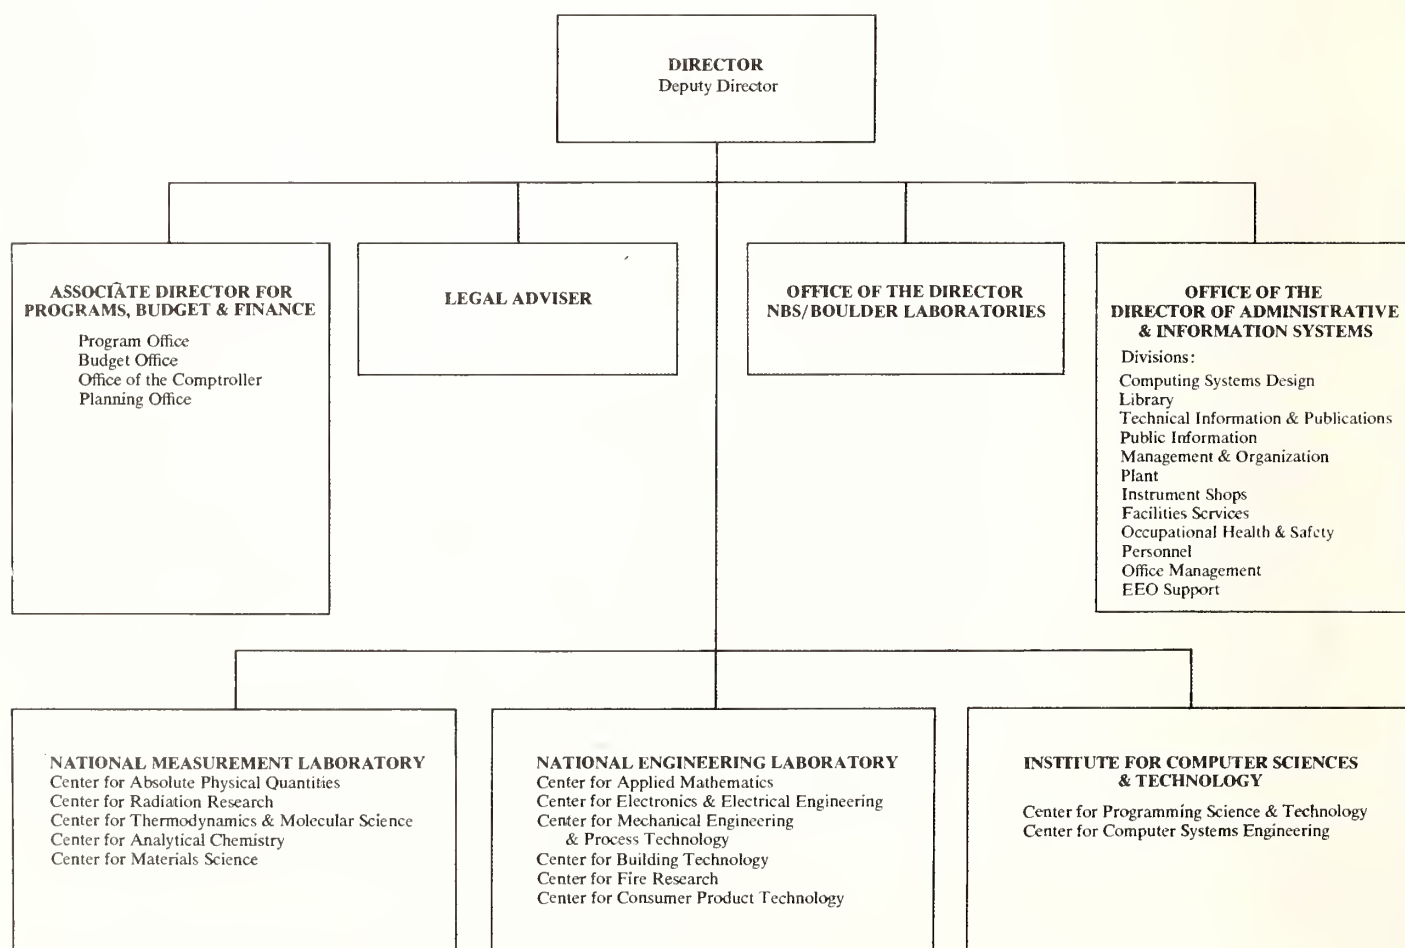 DIRECTOR
Deputy Director
ASSOCIATE DIRECTOR FOR
PROGRAMS, BUDGET & FINANCE
Program Office
Budget Office
Office of the Comptroller
Planning Office
LEGAL ADVISER
OFFICE OF THE DIRECTOR
NBS/BOULDER LABORATORIES
OFFICE OF THE
DIRECTOR OF ADMINISTRATIVE
& INFORMATION SYSTEMS
Divisions:
Computing Systems Design
Library
Technical Information & Publications
Public Information
Management & Organization
Plant
Instrument Shops
Facilities Services
Occupational Health & Safety
Personnel
Office Management
EEO Support
NATIONAL MEASUREMENT LABORATORY
Center for Absolute Physical Quantities
Center for Radiation Research
Center for Thermodynamics & Molecular Science
Center for Analytical Chemistry
Center for Materials Science
NATIONAL ENGINEERING LABORATORY
Center for Applied Mathematics
Center for Electronics & Electrical Engineering
Center for Mechanical Engineering
& Process Technology
Center for Building Technology
Center for Fire Research
Center for Consumer Product Technology
INSTITUTE FOR COMPUTER SCIENCES
& TECHNOLOGY
Center for Programming Science & Technology
Center for Computer Systems Engineering